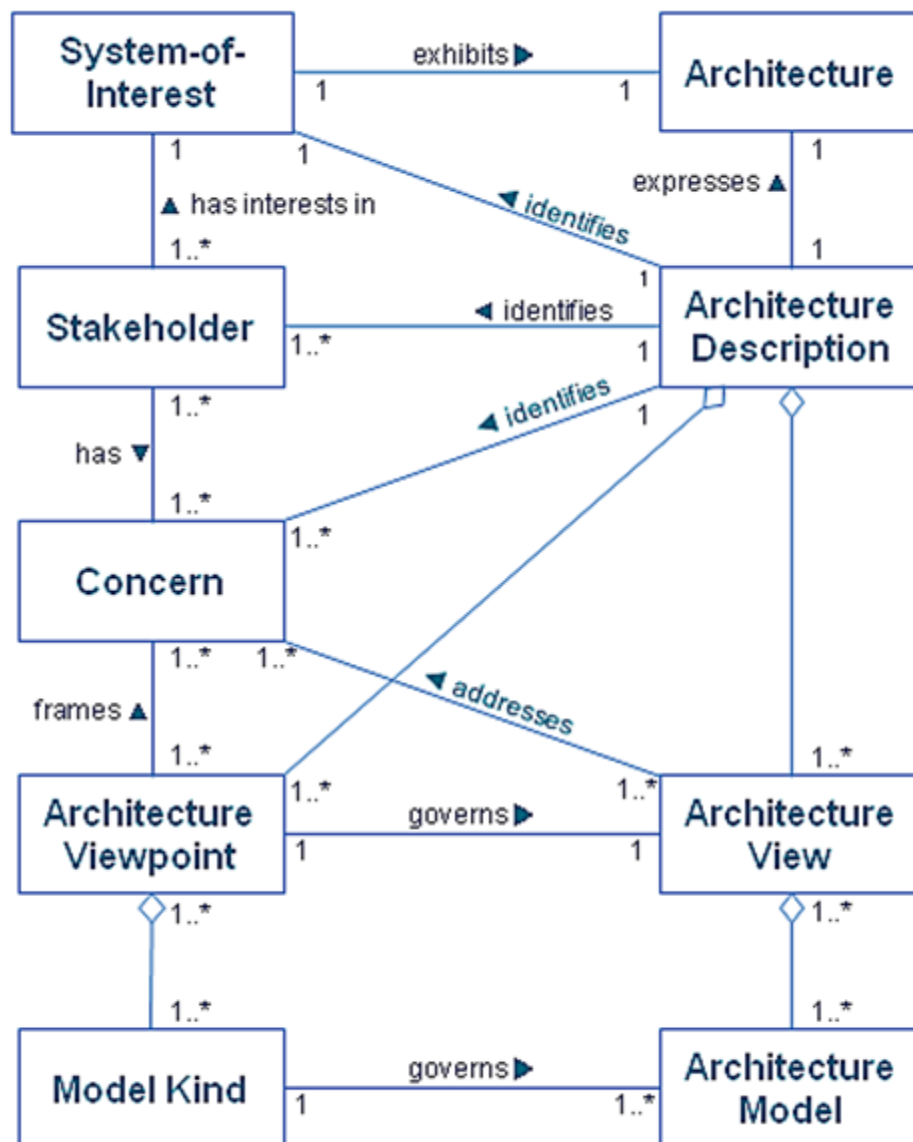 System-of-
Interest
exhibits
Architecture
1
1
1
1
1
has interests in
identifies
expresses
1..*
1
1
Stakeholder
identifies
Architecture
Description
1..*
1
1..*
identifies
1
has
1..*
1..*
Concern
1..*
1..*
frames
addresses
1..*
1..*
1..*
1..*
Architecture
Viewpoint
governs
Architecture
View
1
1
1..*
1..*
1..*
1..*
Model Kind
governs
Architecture
Model
1
1..*